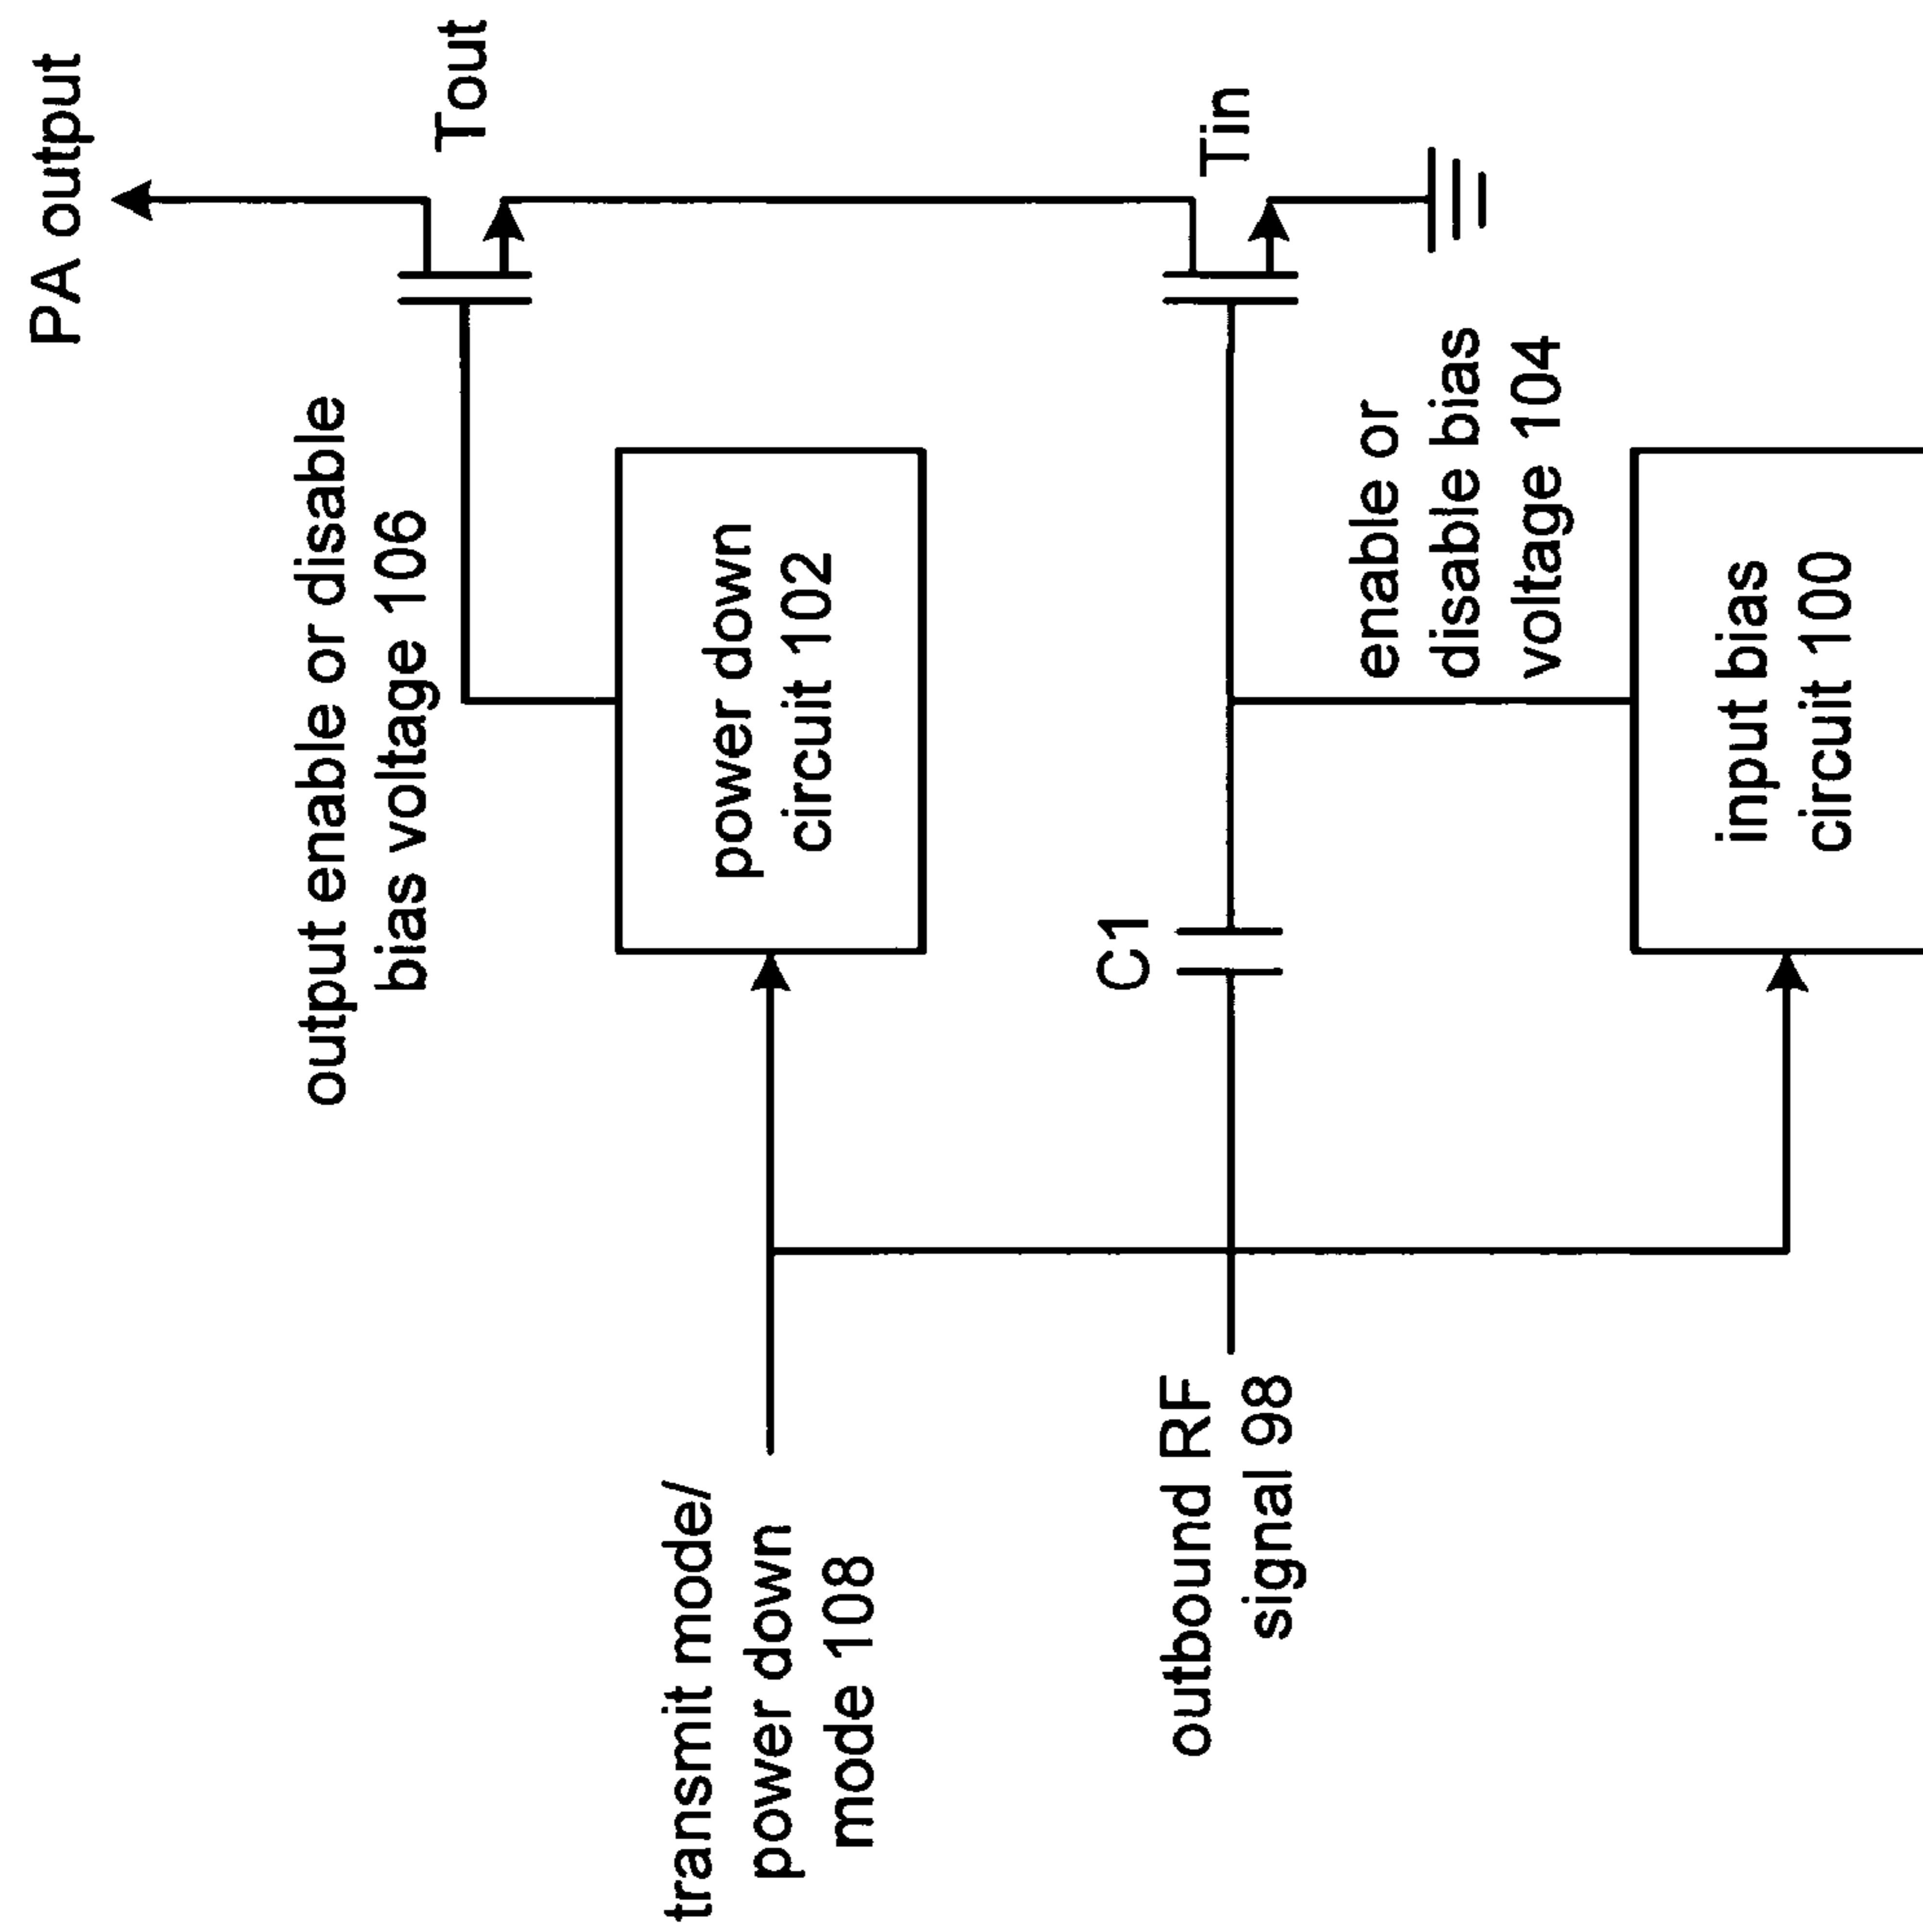 PA output
Tout
output enable or disable
bias voltage 106
power down
circuit 102
Tin
C1
enable or
disable bias
voltage 104
input bias
circuit 100
transmit mode/
power down
mode 108
outbound RF
signal 98